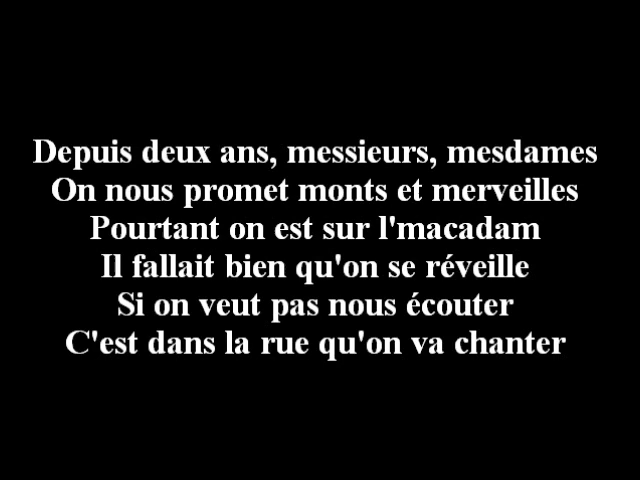 Depuis deux ans, messieurs, mesdames
On nous promet monts et merveilles
Pourtant on est sur l'macadam
Il fallait bien qu'on se réveille
Si on veut pas nous écouter
C'est dans la rue qu'on va chanter